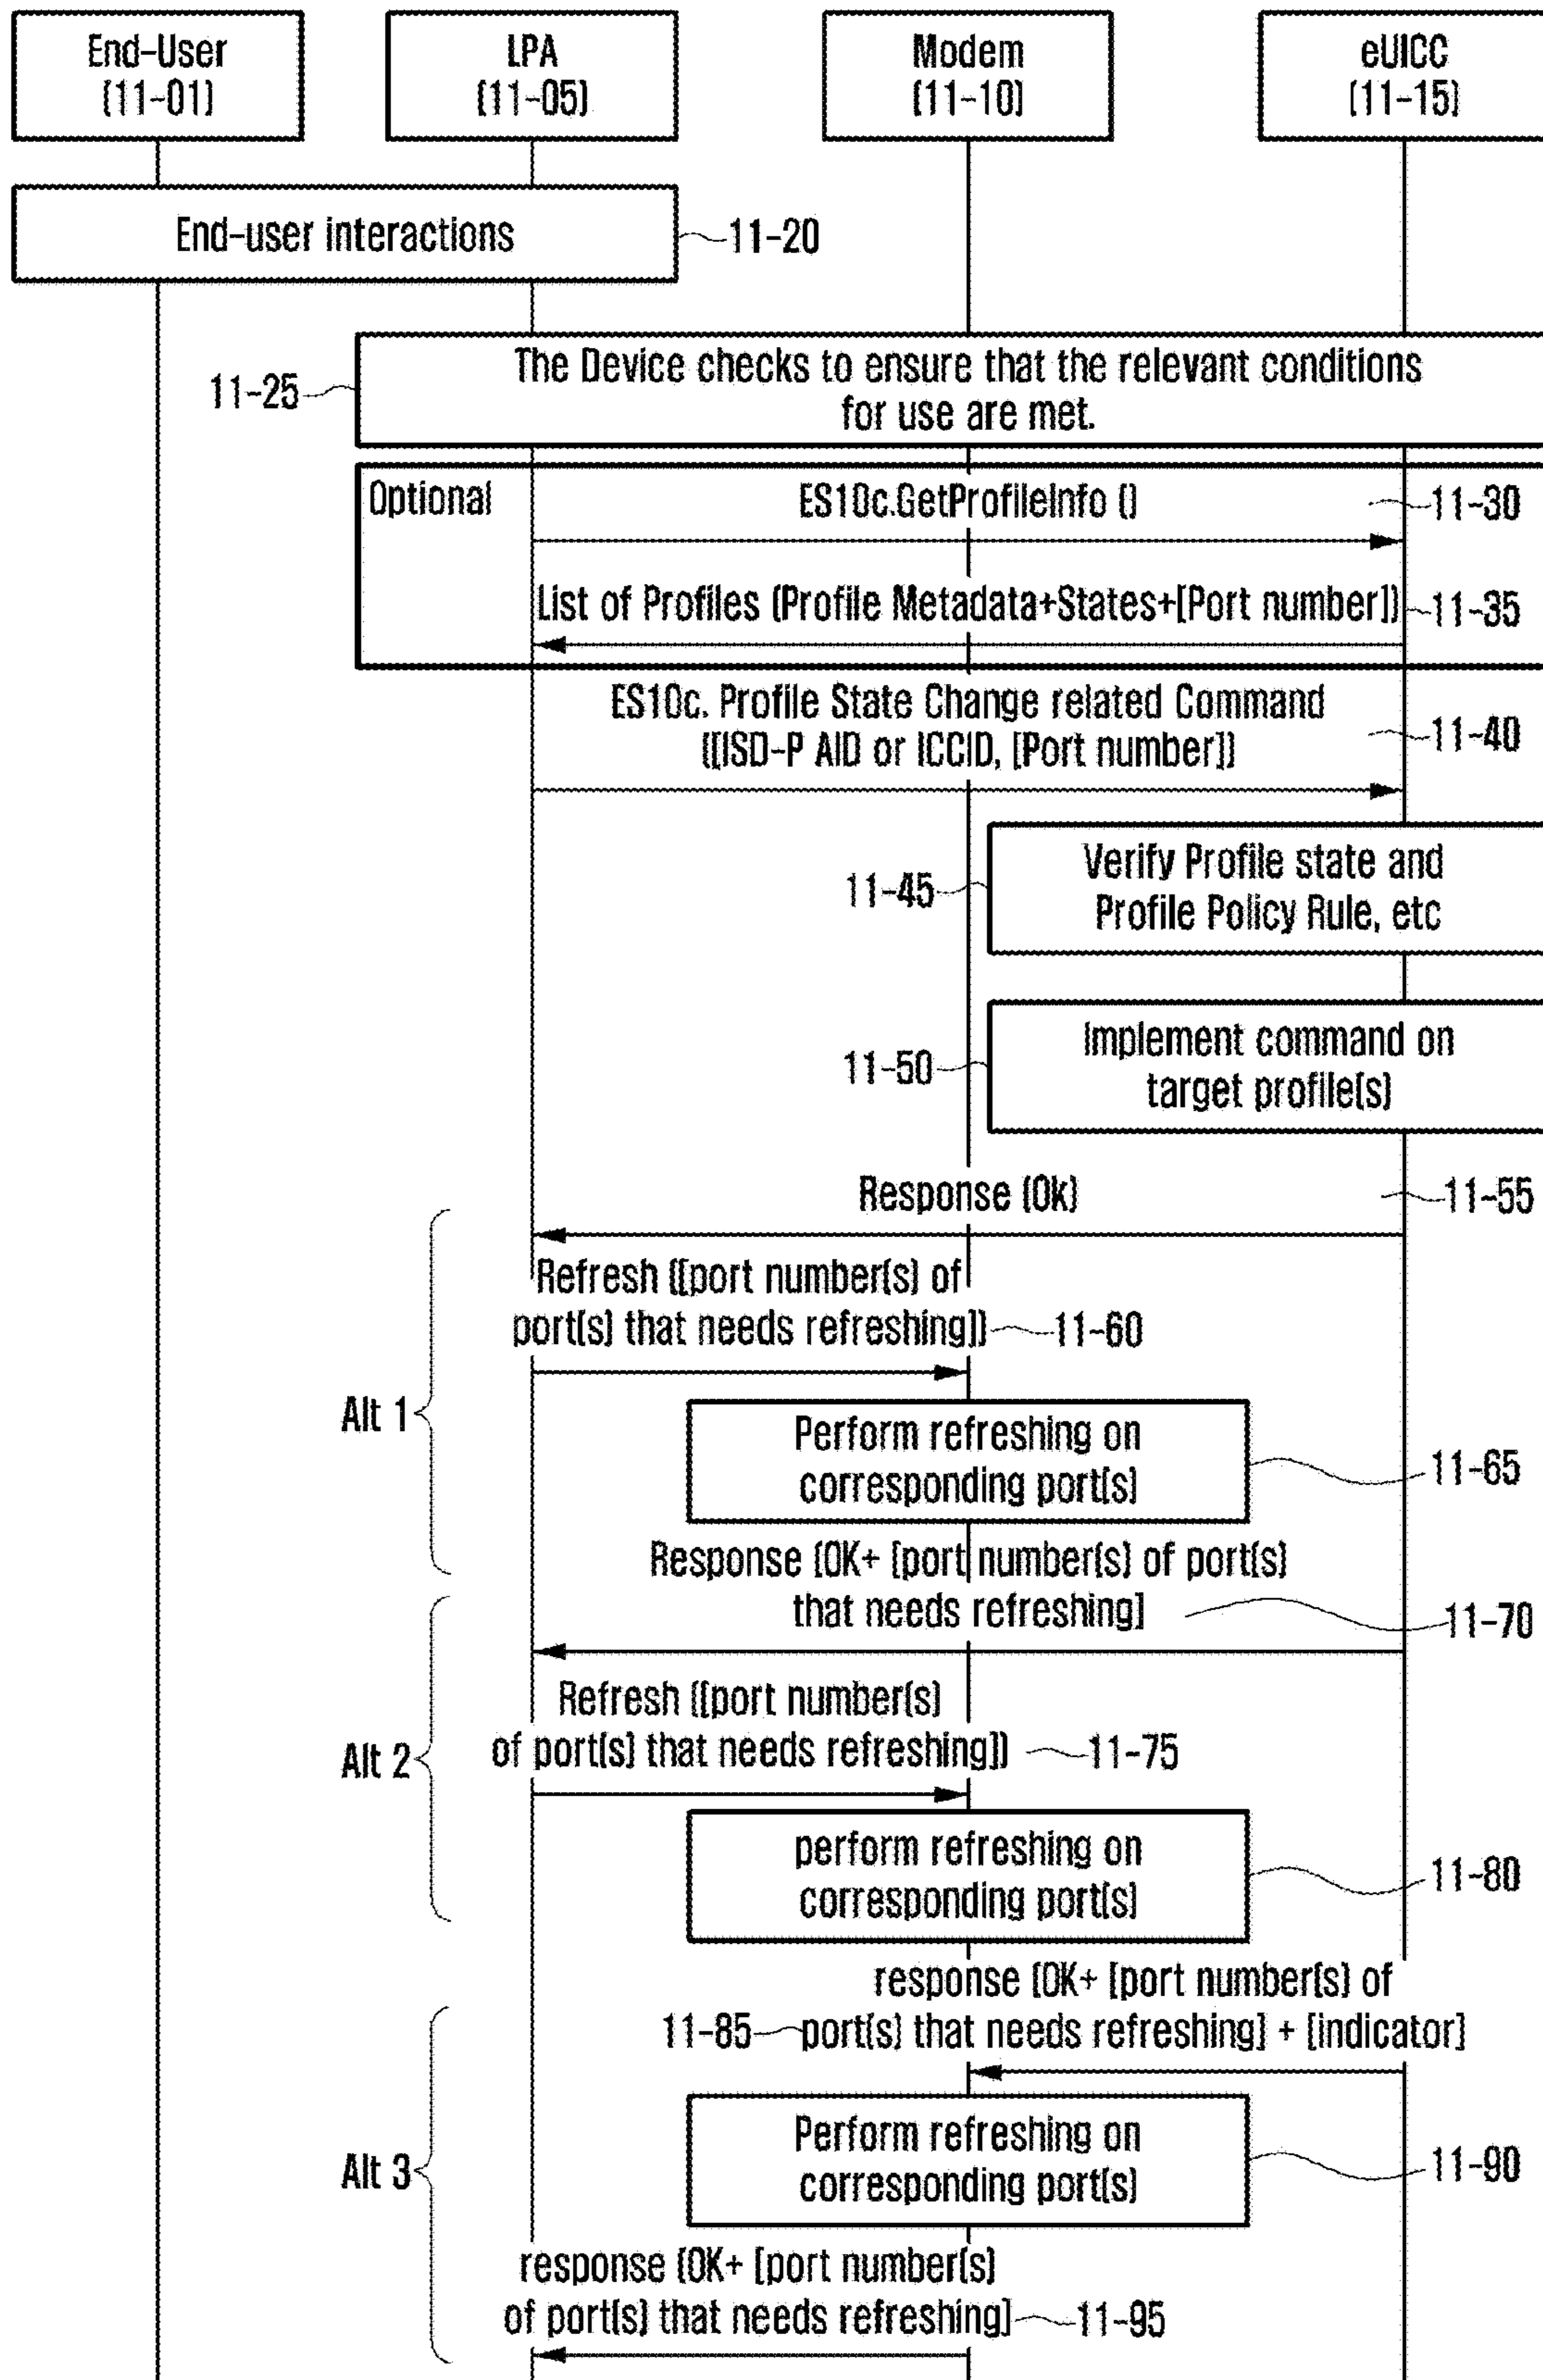 End-User
(11-01)
LPA
(11-05)
Modem
(11-10)
eUICC
(11-15)
End-user interactions
11-20
11-25
The Device checks to ensure that the relevant conditions
for use are met.
Optional
ES10c.GetProfileInfo ()
11-30
List of Profiles (Profile Metadata+States+[Port number])
11-35
ES10c. Profile State Change related Command
([ISD-P AID or ICCID, [Port number])
11-40
11-45
Verify Profile state and
Profile Policy Rule, etc
11-50
Implement command on
target profile(s)
Response (Ok)
11-55
Alt 1
Refresh ([port number(s) of
port(s) that needs refreshing])
11-60
Perform refreshing on
corresponding port(s)
11-65
Alt 2
Response (OK+ [port number(s) of port(s)
that needs refreshing]
11-70
Refresh ([port number(s)
of port(s) that needs refreshing])
11-75
perform refreshing on
corresponding port(s)
11-80
Alt 3
response (OK+ [port number(s) of
11-85
port(s) that needs refreshing] + [indicator]
Perform refreshing on
corresponding port(s)
11-90
response (OK+ [port number(s)
of port(s) that needs refreshing]
11-95